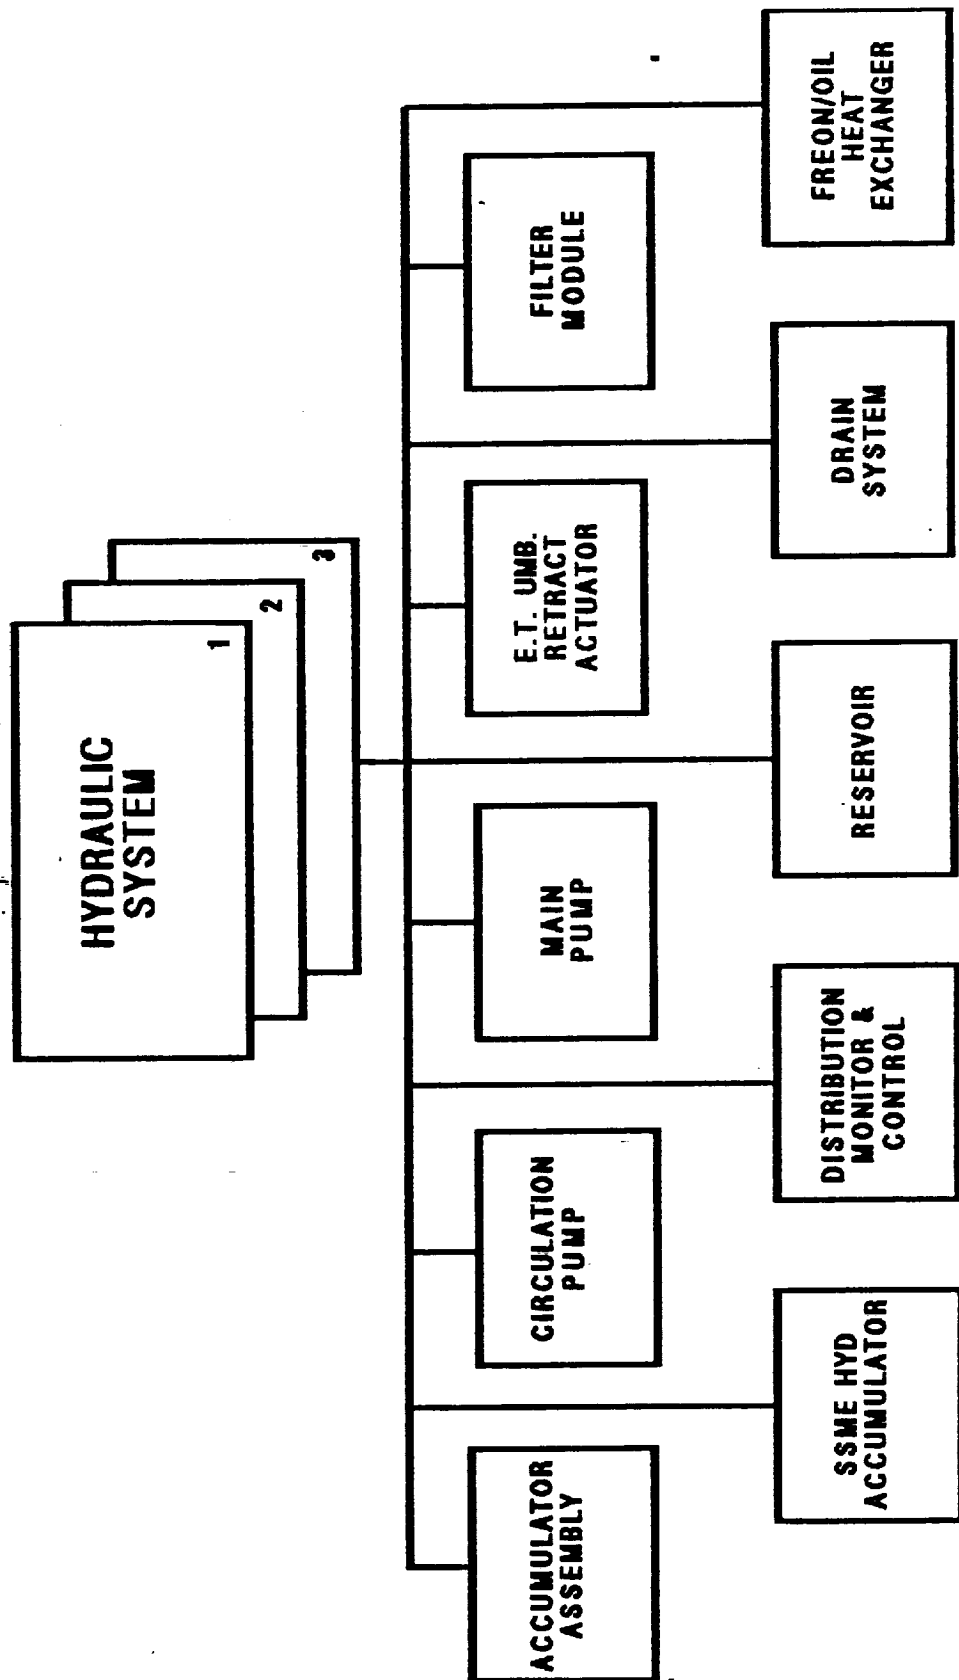 HYDRAULIC
SYSTEM
1
2
3
ACCUMULATOR
ASSEMBLY
CIRCULATION
PUMP
MAIN
PUMP
E.T. UMB.
RETRACT
ACTUATOR
FILTER
MODULE
SSME HYD
ACCUMULATOR
DISTRIBUTION
MONITOR &
CONTROL
RESERVOIR
DRAIN
SYSTEM
FREON/OIL
HEAT
EXCHANGER